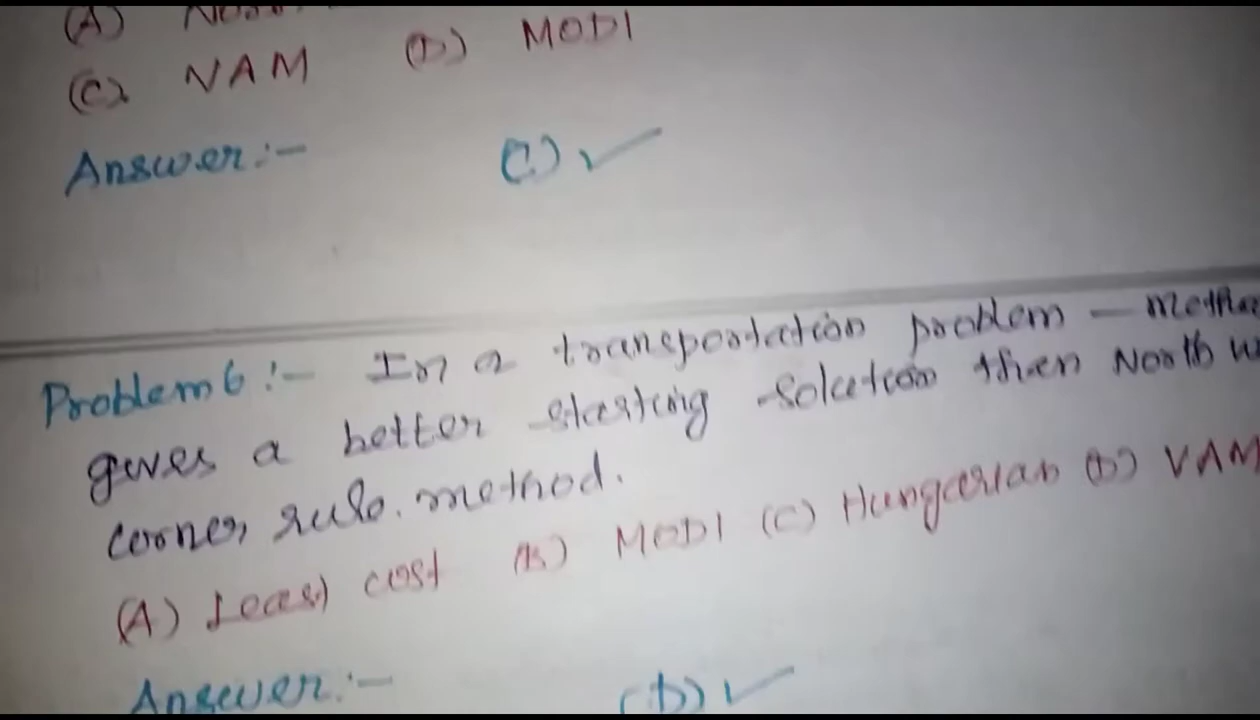 (A)
(C) VAM (D) MODI
Answer:- (C) ✓
Problem 6 :- In a transportation problem —
gives a better starting solution then North
corner rule. method.
(A) Least cost (B) MODI (C) Hungarian (D) VAM
Answer:- (D) ✓